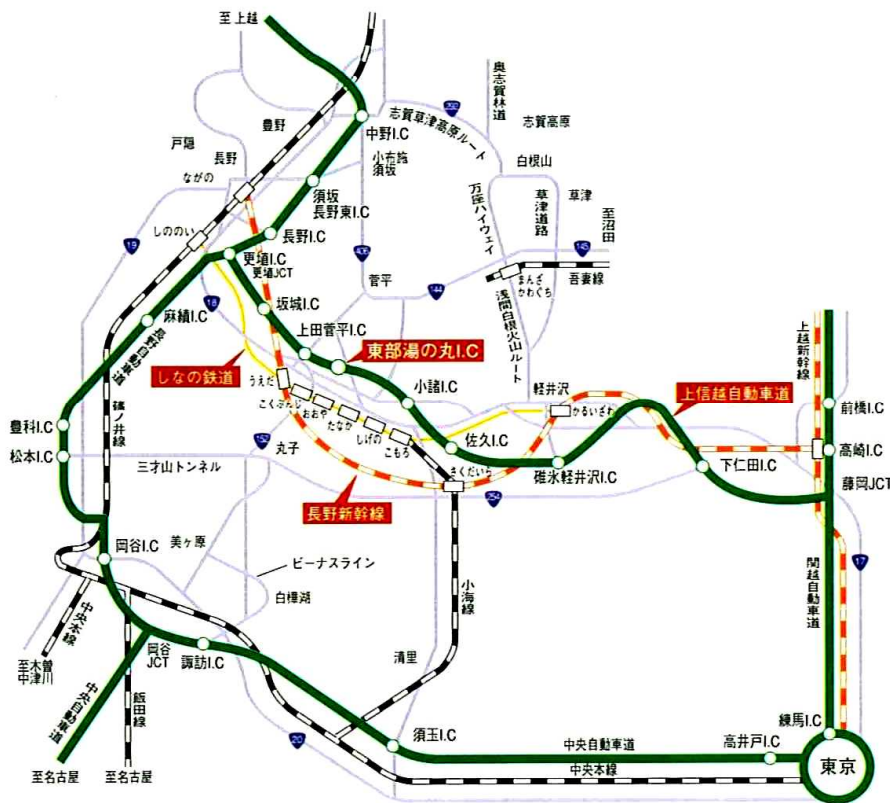 至上越
奥志賀林道
292
志賀草津高原ルート
志賀高原
豊野
中野I.C
戸隠
長野
小布施
須坂
白根山
ながの
須坂
長野東I.C
万座ハイウェイ
草津道路
草津
至沼田
しののい
長野I.C
19
更埴I.C
更埴JCT
406
145
18
菅平
144
まんざ
かわぐち
吾妻線
坂城I.C
麻績I.C
浅間白根火山ルート
上田菅平I.C
長野自動車道
東部湯の丸I.C
上越新幹線
しなの鉄道
うえだ
軽井沢
上信越自動車道
こくぶんじ
小諸I.C
かるいざわ
前橋I.C
篠ノ井線
おおや
たなか
豊科I.C
しげの
152
丸子
こもろ
佐久I.C
高崎I.C
松本I.C
三才山トンネル
さくだいら
碓氷軽井沢I.C
下仁田I.C
254
藤岡JCT
長野新幹線
岡谷I.C
美ヶ原
ビーナスライン
17
白樺湖
小海線
関越自動車道
中央本線
岡谷
JCT
諏訪I.C
清里
至木曽
中津川
中央自動車道
飯田線
20
須玉I.C
練馬I.C
中央自動車道
高井戸I.C
東京
至名古屋
至名古屋
中央本線